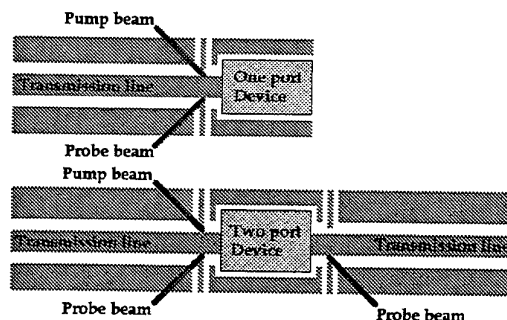 Pump beam
Transmission line
One port
Device
Probe beam
Pump beam
Transmission line
Two port
Device
Transmission line
Probe beam
Probe beam